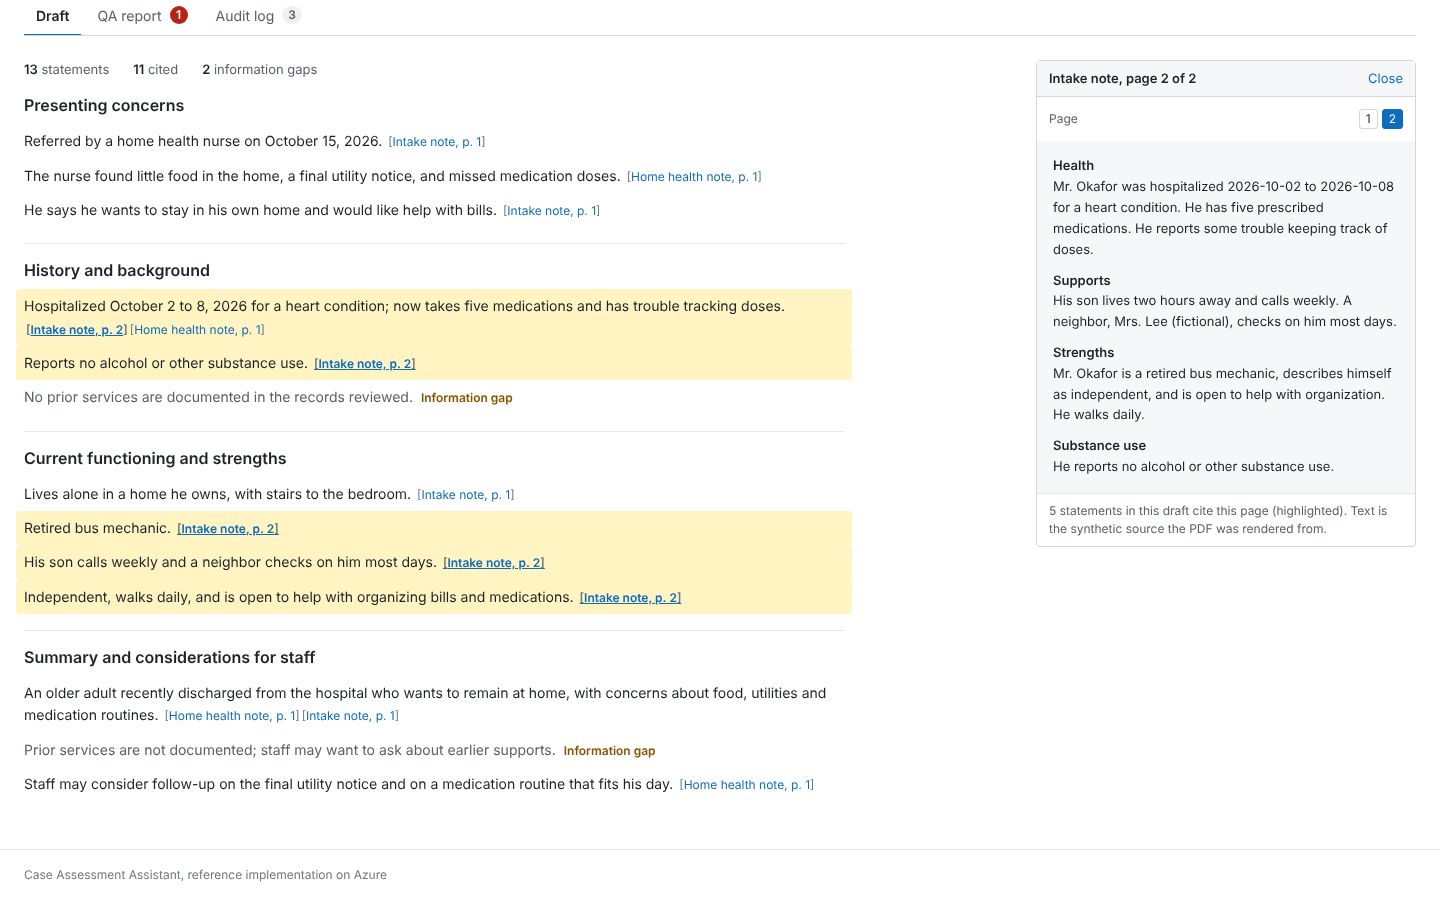 Draft QA report 1 Audit log 3
13 statements 11 cited 2 information gaps
Presenting concerns
Referred by a home health nurse on October 15, 2026. [Intake note, p. 1]
The nurse found little food in the home, a final utility notice, and missed medication doses. [Home health note, p. 1]
He says he wants to stay in his own home and would like help with bills. [Intake note, p. 1]
History and background
Hospitalized October 2 to 8, 2026 for a heart condition; now takes five medications and has trouble tracking doses.
[Intake note, p. 2] [Home health note, p. 1]
Reports no alcohol or other substance use. [Intake note, p. 2]
No prior services are documented in the records reviewed. Information gap
Current functioning and strengths
Lives alone in a home he owns, with stairs to the bedroom. [Intake note, p. 1]
Retired bus mechanic. [Intake note, p. 2]
His son calls weekly and a neighbor checks on him most days. [Intake note, p. 2]
Independent, walks daily, and is open to help with organizing bills and medications. [Intake note, p. 2]
Summary and considerations for staff
An older adult recently discharged from the hospital who wants to remain at home, with concerns about food, utilities and
medication routines. [Home health note, p. 1] [Intake note, p. 1]
Prior services are not documented; staff may want to ask about earlier supports. Information gap
Staff may consider follow-up on the final utility notice and on a medication routine that fits his day. [Home health note, p. 1]
Intake note, page 2 of 2 Close
Page 1 2
Health
Mr. Okafor was hospitalized 2026-10-02 to 2026-10-08
for a heart condition. He has five prescribed
medications. He reports some trouble keeping track of
doses.
Supports
His son lives two hours away and calls weekly. A
neighbor, Mrs. Lee (fictional), checks on him most days.
Strengths
Mr. Okafor is a retired bus mechanic, describes himself
as independent, and is open to help with organization.
He walks daily.
Substance use
He reports no alcohol or other substance use.
5 statements in this draft cite this page (highlighted). Text is
the synthetic source the PDF was rendered from.
Case Assessment Assistant, reference implementation on Azure